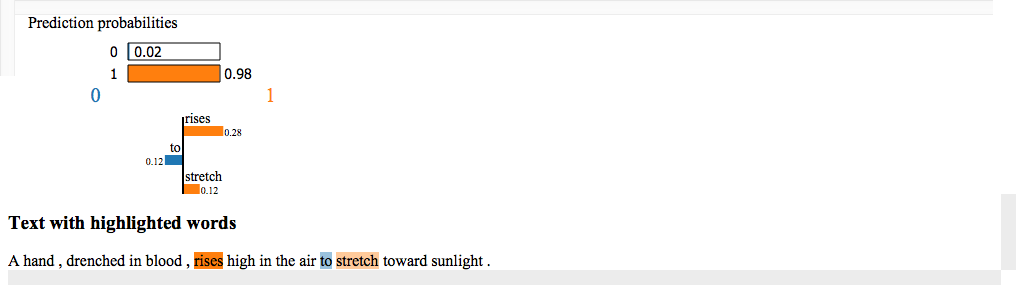 Prediction probabilities
0 0.02
1 0.98
0 1
rises
0.28
to
0.12
stretch
0.12
Text with highlighted words
A hand , drenched in blood , rises high in the air to stretch toward sunlight .